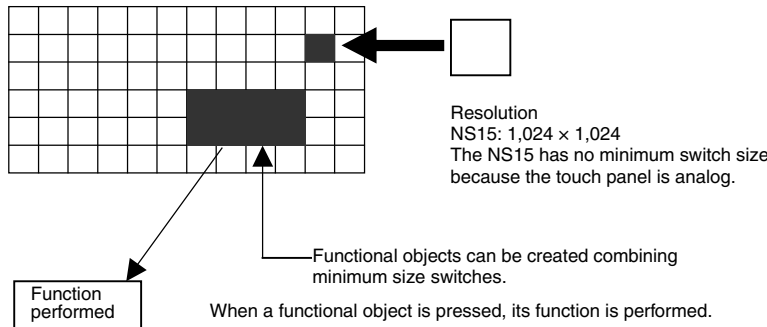 Resolution
NS15: 1,024 × 1,024
The NS15 has no minimum switch size
because the touch panel is analog.
Functional objects can be created combining
minimum size switches.
Function
performed
When a functional object is pressed, its function is performed.